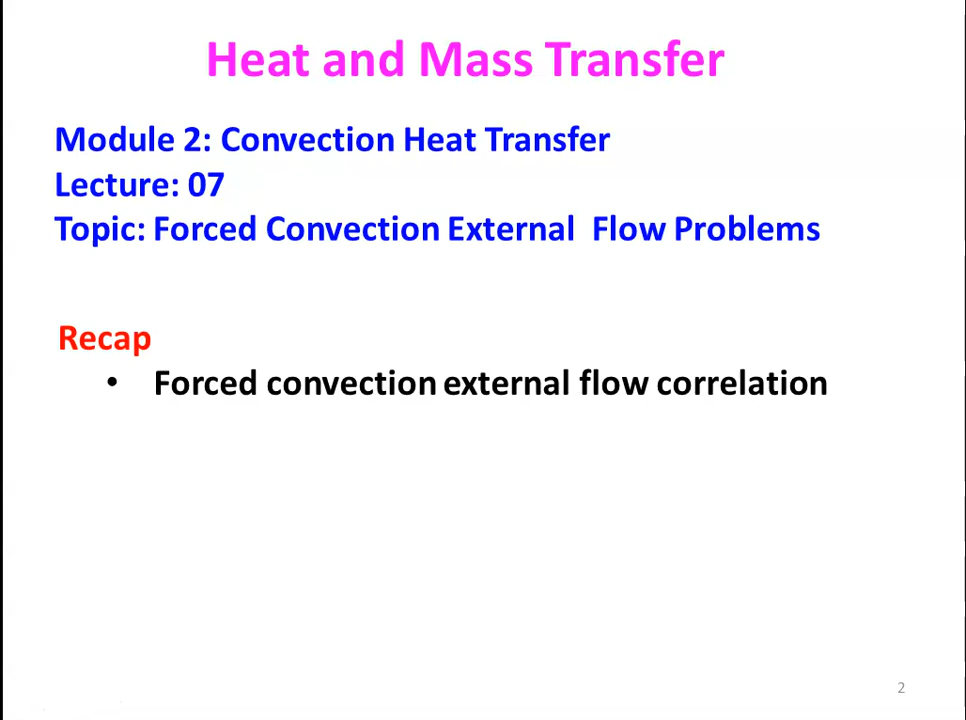 Heat and Mass Transfer
Module 2: Convection Heat Transfer
Lecture: 07
Topic: Forced Convection External Flow Problems
Recap
• Forced convection external flow correlation
2